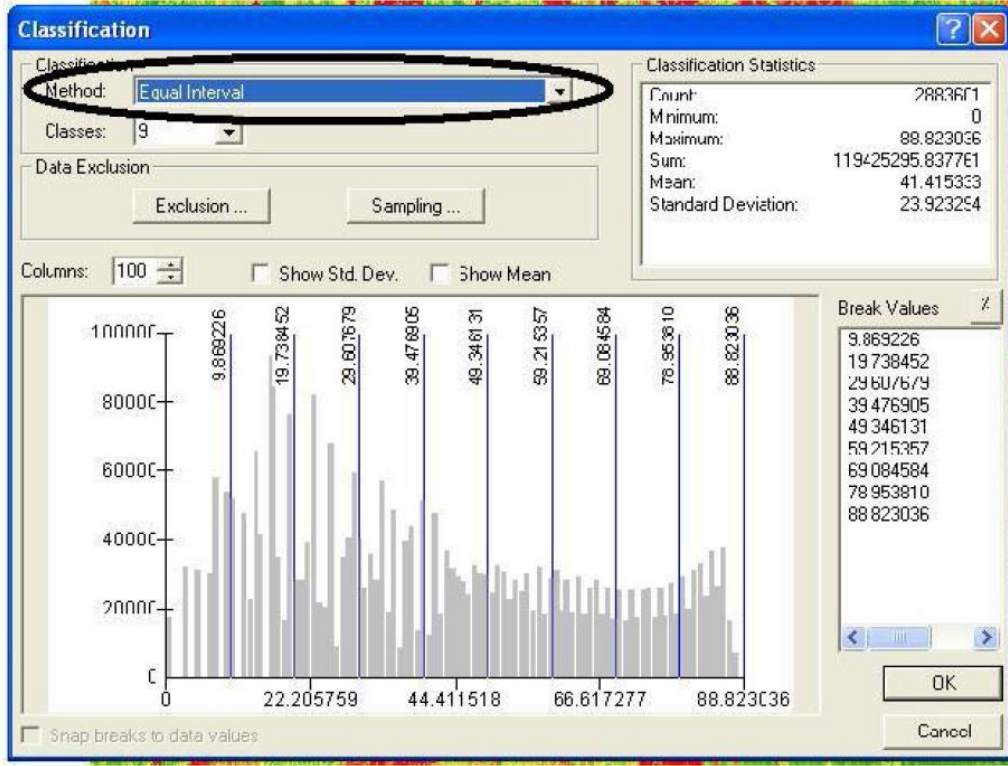 Classification
Classification
Method: Equal Interval
Classes: 9
Data Exclusion
Exclusion ...
Sampling ...
Classification Statistics
Count: 2883601
Minimum: 0
Maximum: 88.823036
Sum: 119425295.837761
Mean: 41.415333
Standard Deviation:
Columns: 100
Show Std. Dev.
Show Mean
100000
80000
60000
40000
20000
0
9.869226
19.738452
29.607679
39.476905
49.346131
59.215357
69.084584
78.953810
88.823036
0
22.205759
44.411518
66.617277
88.823036
Break Values
%
9.869226
19.738452
29.607679
39.476905
49.346131
59.215357
69.084584
78.953810
88.823036
OK
Cancel
Snap breaks to data values